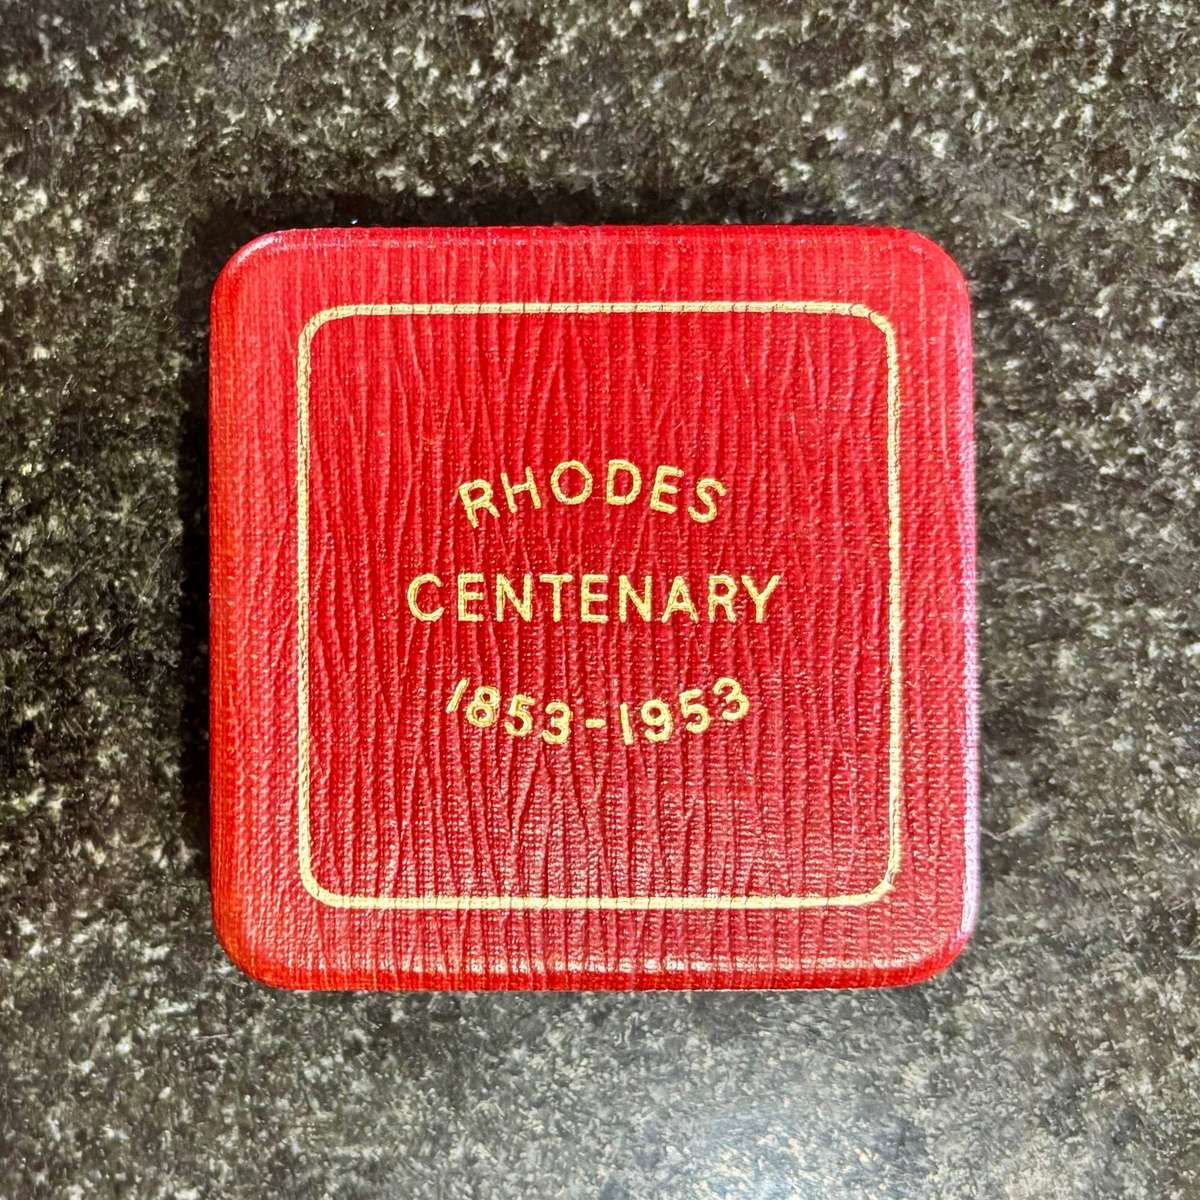 RHODES
CENTENARY
1853-1953